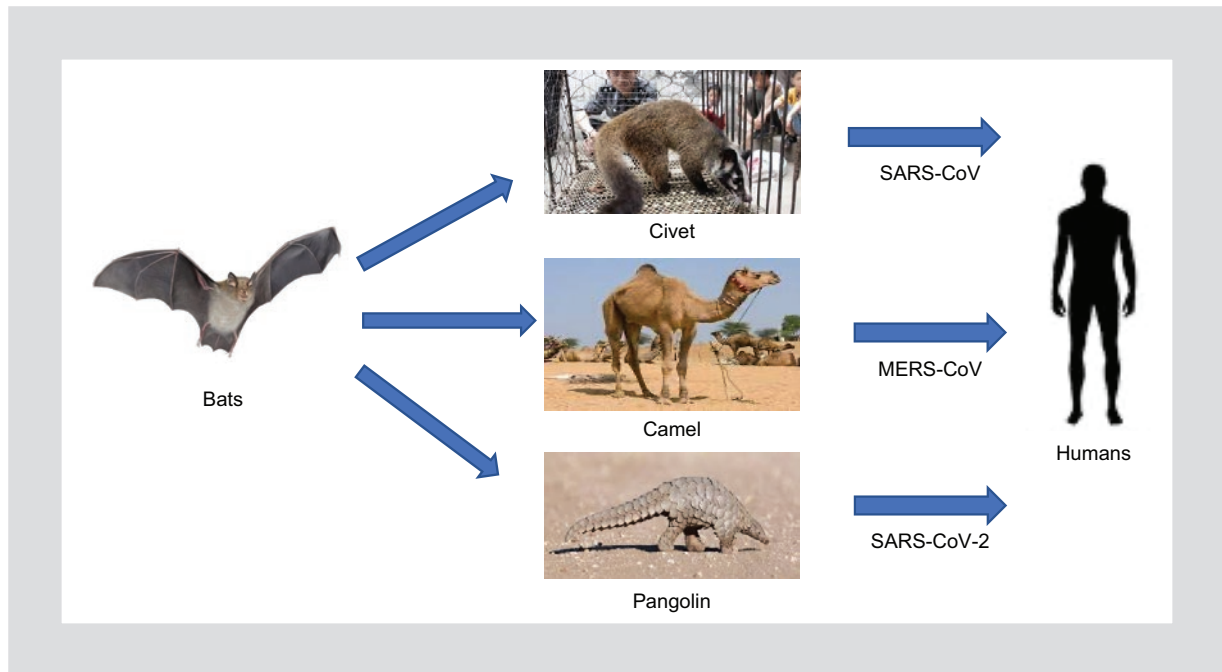 SARS-CoV
Civet
Bats
MERS-CoV
Camel
Humans
SARS-CoV-2
Pangolin